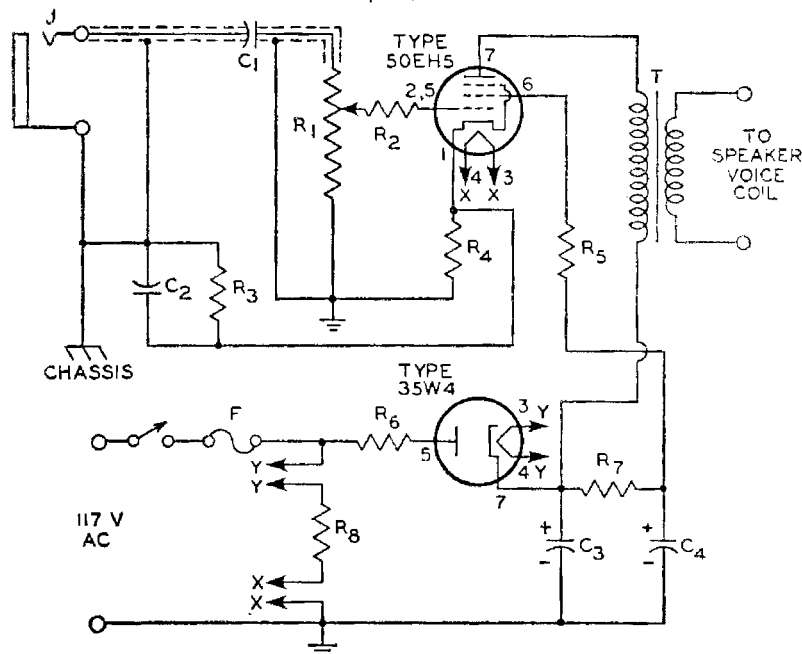 J
C1
R1
R2
TYPE
50EH5
7
2,5
6
1
4
3
X
X
T
TO
SPEAKER
VOICE
COIL
R4
R5
C2
R3
CHASSIS
TYPE
35W4
F
R6
5
3
Y
4
Y
7
R7
Y
Y
117 V
AC
R8
+
C3
-
+
C4
-
X
X